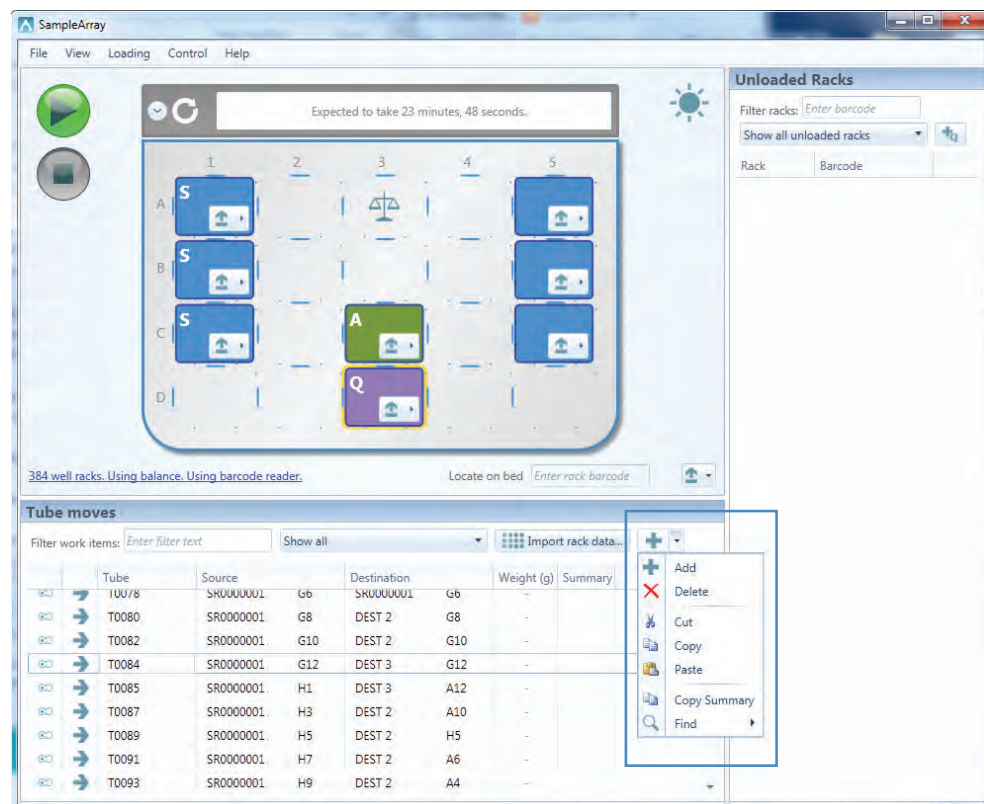 SampleArray
File View Loading Control Help
Expected to take 23 minutes, 48 seconds.
1 2 3 4 5
A S
B S
C S A
D Q
384 well racks. Using balance. Using barcode reader.
Locate on bed Enter rack barcode
Unloaded Racks
Filter racks: Enter barcode
Show all unloaded racks
Rack Barcode
Tube moves
Filter work items: Enter filter text Show all Import rack data...
Tube Source Destination Weight (g) Summary
T0078 SR0000001 G6 SR0000001 G6 -
T0080 SR0000001 G8 DEST 2 G8 -
T0082 SR0000001 G10 DEST 2 G10 -
T0084 SR0000001 G12 DEST 3 G12 -
T0085 SR0000001 H1 DEST 3 A12 -
T0087 SR0000001 H3 DEST 2 A10 -
T0089 SR0000001 H5 DEST 2 H5 -
T0091 SR0000001 H7 DEST 2 A6 -
T0093 SR0000001 H9 DEST 2 A4 -
Add
Delete
Cut
Copy
Paste
Copy Summary
Find